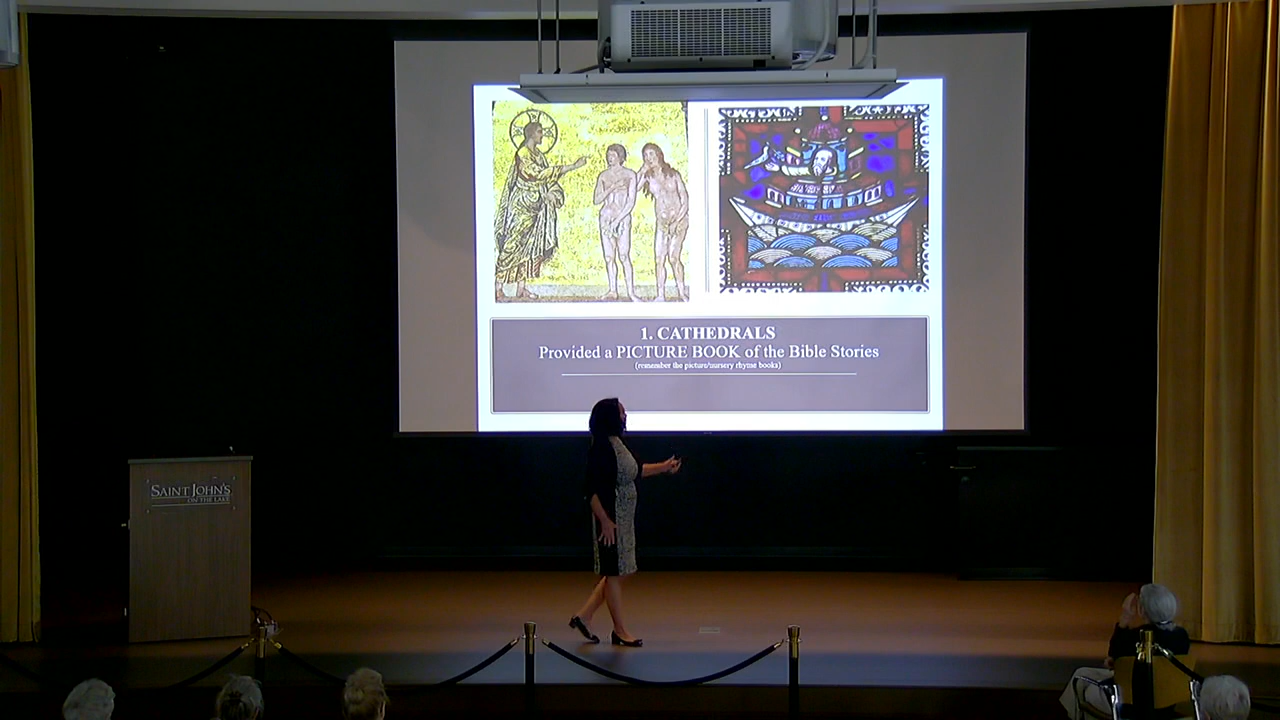 1. CATHEDRALS
Provided a PICTURE BOOK of the Bible Stories
(remember the picture/nursery rhyme books)
SAINT JOHN'S
ON THE LAKE